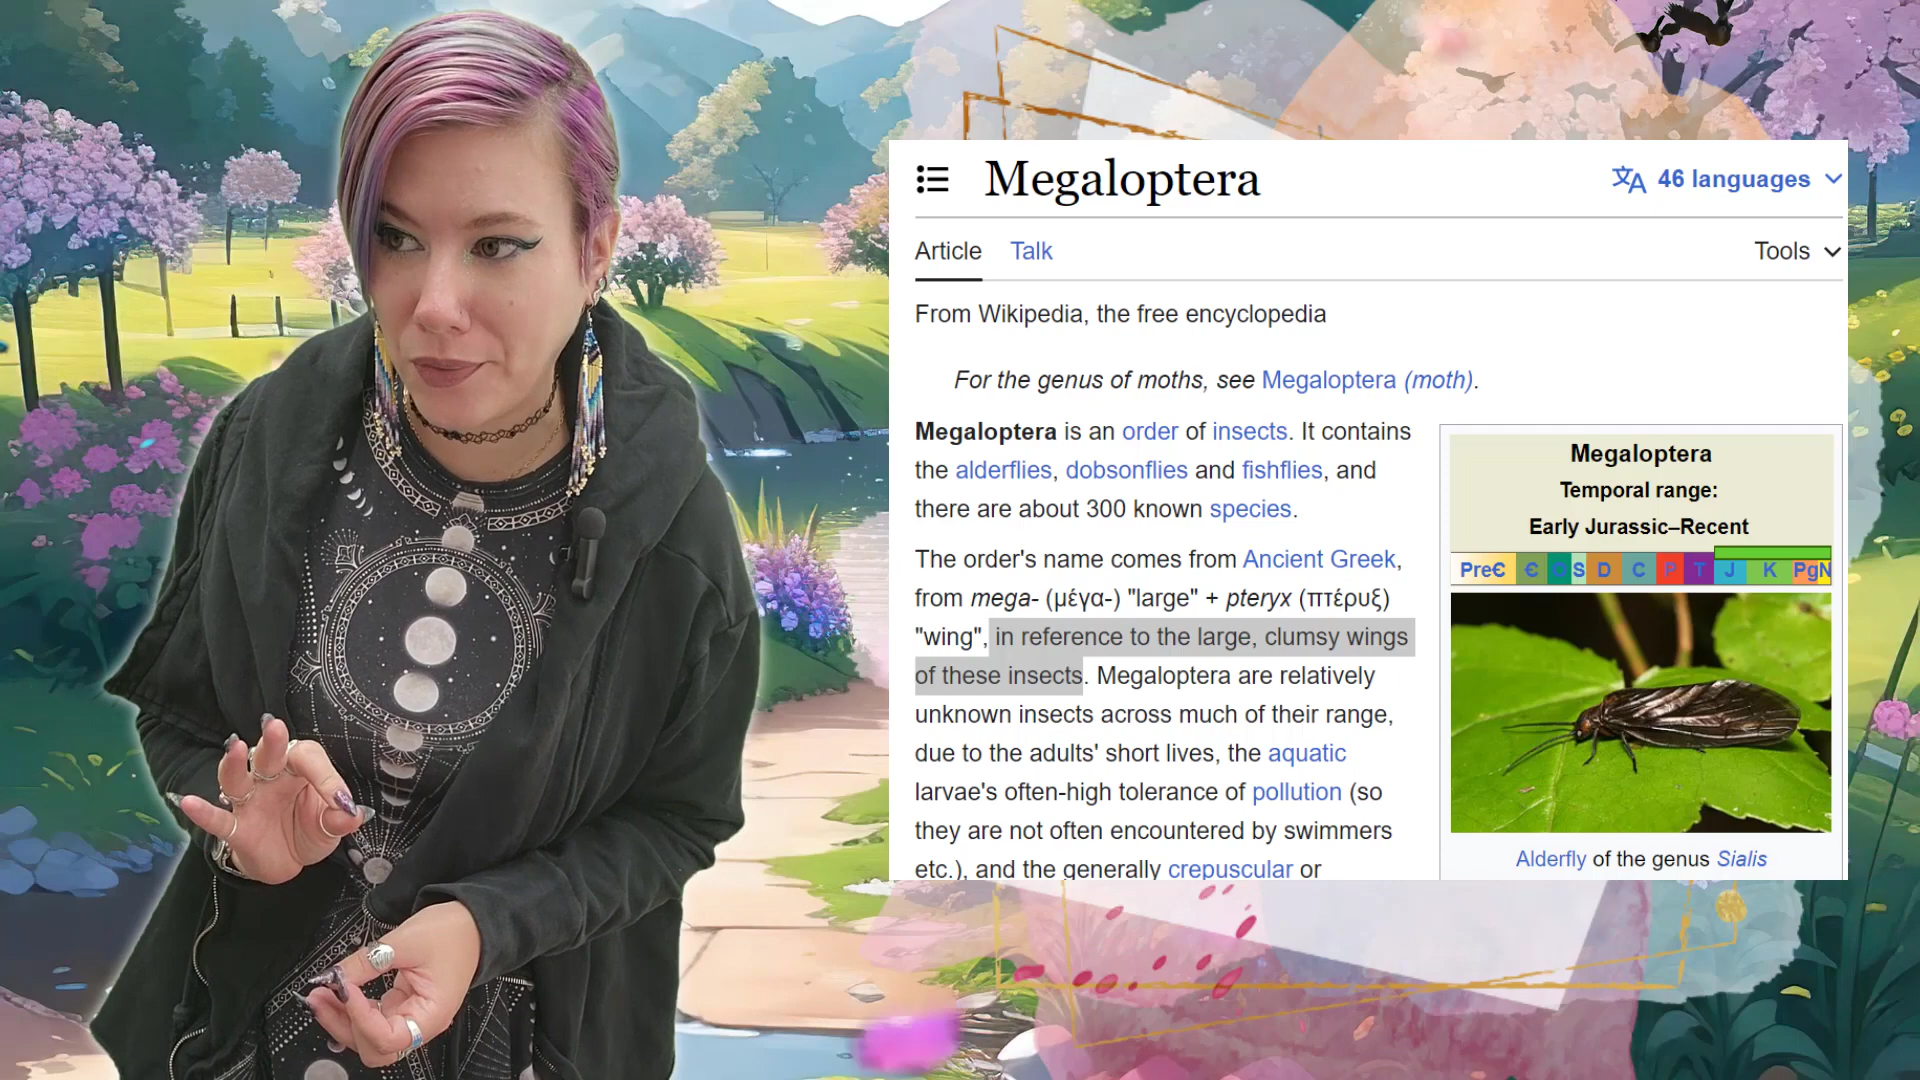 Megaloptera
46 languages
Article Talk Tools
From Wikipedia, the free encyclopedia
For the genus of moths, see Megaloptera (moth).
Megaloptera is an order of insects. It contains
the alderflies, dobsonflies and fishflies, and
there are about 300 known species.
The order's name comes from Ancient Greek,
from mega- (μέγα-) "large" + pteryx (πτέρυξ)
"wing", in reference to the large, clumsy wings
of these insects. Megaloptera are relatively
unknown insects across much of their range,
due to the adults' short lives, the aquatic
larvae's often-high tolerance of pollution (so
they are not often encountered by swimmers
etc.), and the generally crepuscular or
Megaloptera
Temporal range:
Early Jurassic–Recent
PreꞒ Ꞓ O S D C P T J K Pg N
Alderfly of the genus Sialis